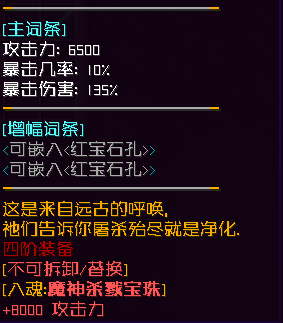 [主词条]
攻击力: 6500
暴击几率: 10%
暴击伤害: 135%
[增幅词条]
<可嵌入<红宝石孔>>
<可嵌入<红宝石孔>>
这是来自远古的呼唤,
祂们告诉你屠杀殆尽就是净化.
四阶装备
[不可拆卸/替换]
[八魂:魔神杀戮宝珠]
+8000 攻击力